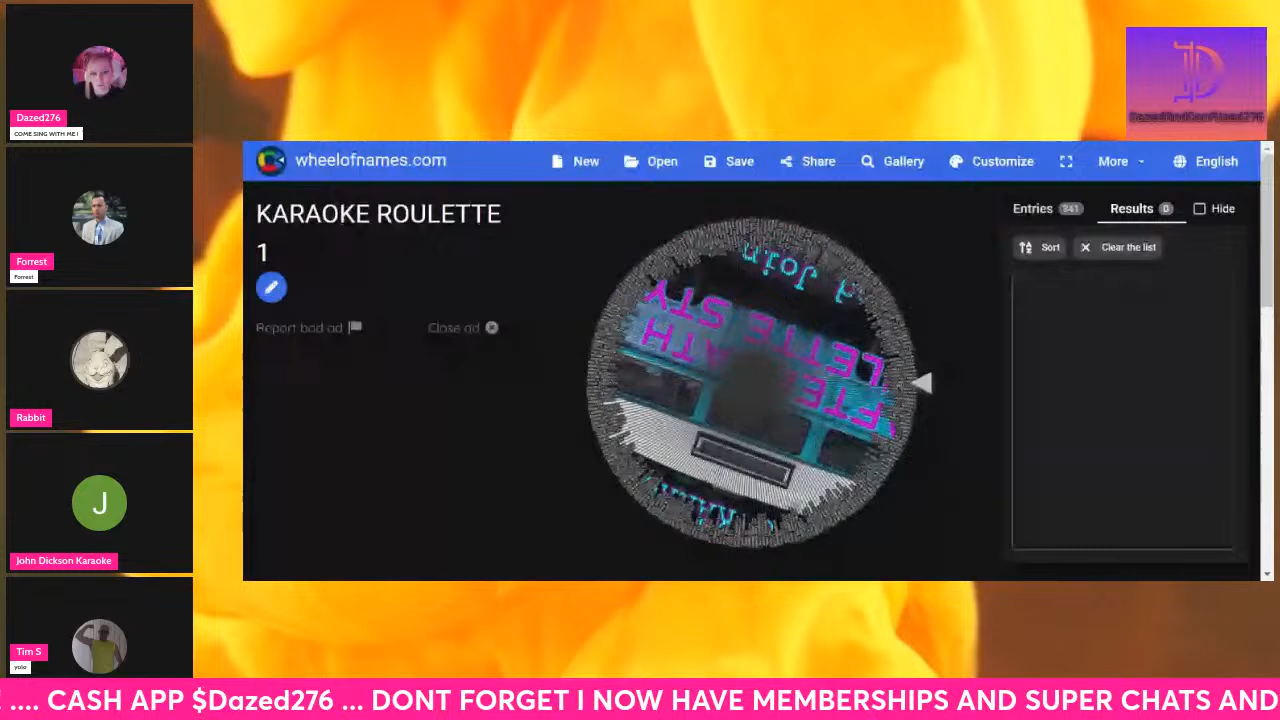 Dazed276
COME SING WITH ME !
Forrest
Forrest
Rabbit
J
John Dickson Karaoke
Tim S
yolo
DazedAndConfUzed276
wheelofnames.com
New
Open
Save
Share
Gallery
Customize
More
English
KARAOKE ROULETTE
1
Report bad ad
Close ad
Entries 341
Results 0
Hide
Sort
Clear the list
! .... CASH APP $Dazed276 ... DONT FORGET I NOW HAVE MEMBERSHIPS AND SUPER CHATS AND